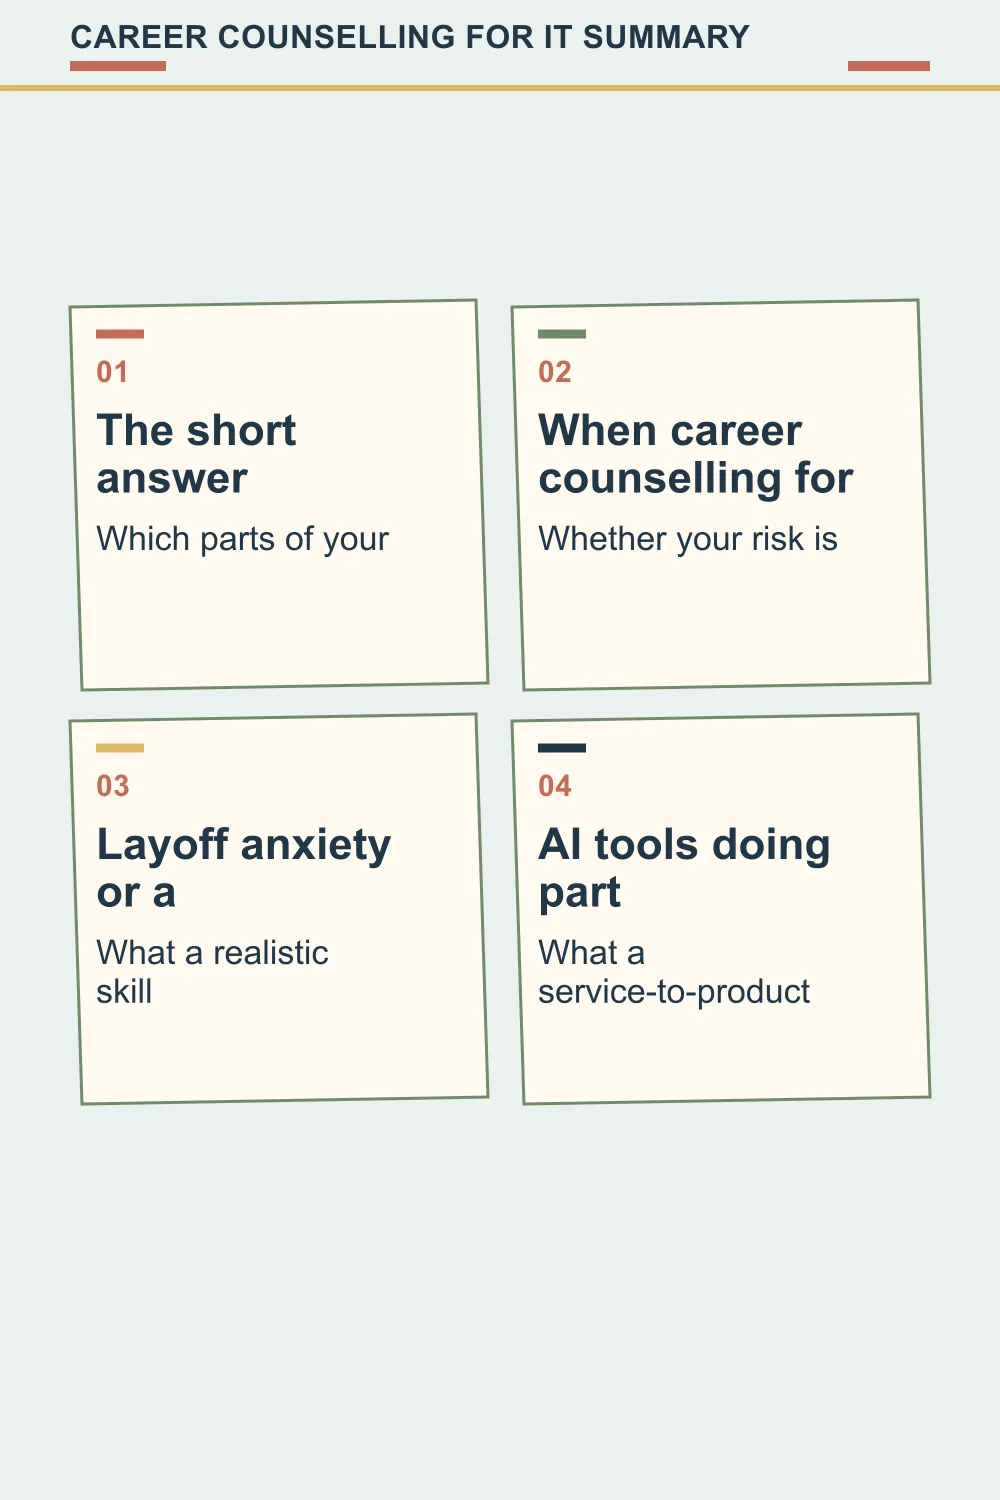 CAREER COUNSELLING FOR IT SUMMARY
01
The short
answer
Which parts of your
02
When career
counselling for
Whether your risk is
03
Layoff anxiety
or a
What a realistic
skill
04
AI tools doing
part
What a
service-to-product